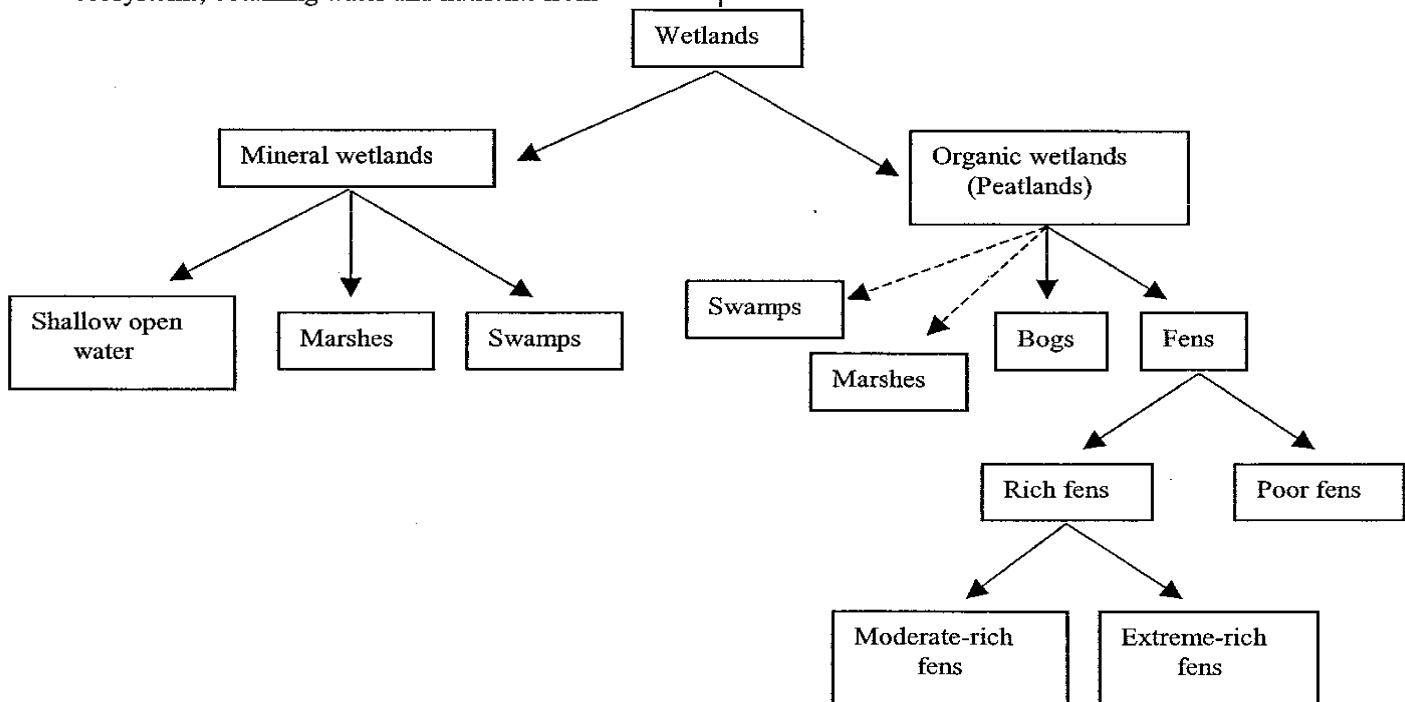 Wetlands
Mineral wetlands
Organic wetlands
(Peatlands)
Shallow open
water
Marshes
Swamps
Swamps
Marshes
Bogs
Fens
Rich fens
Poor fens
Moderate-rich
fens
Extreme-rich
fens